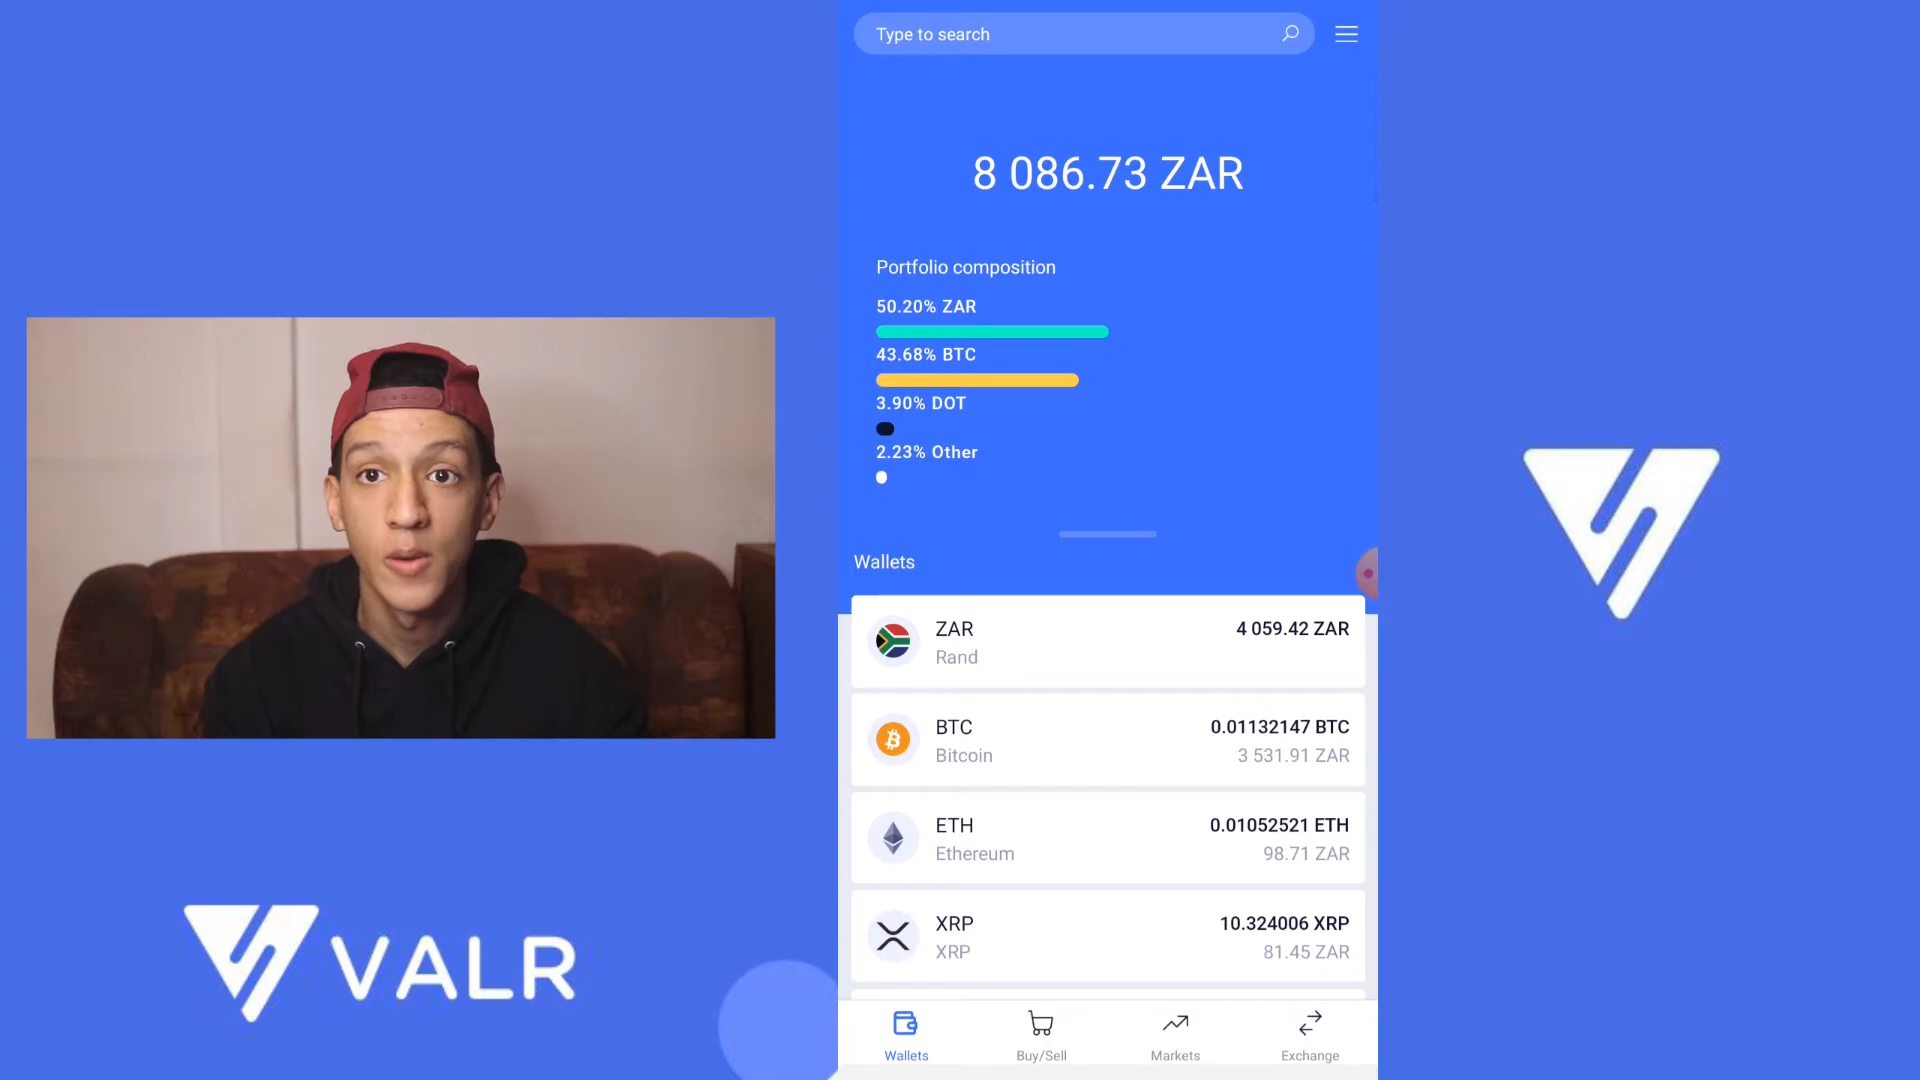 Type to search
8 086.73 ZAR
Portfolio composition
50.20% ZAR
43.68% BTC
3.90% DOT
2.23% Other
Wallets
ZAR
4 059.42 ZAR
Rand
BTC
0.01132147 BTC
Bitcoin
3 531.91 ZAR
ETH
0.01052521 ETH
Ethereum
98.71 ZAR
XRP
10.324006 XRP
XRP
81.45 ZAR
Wallets
Buy/Sell
Markets
Exchange
VALR